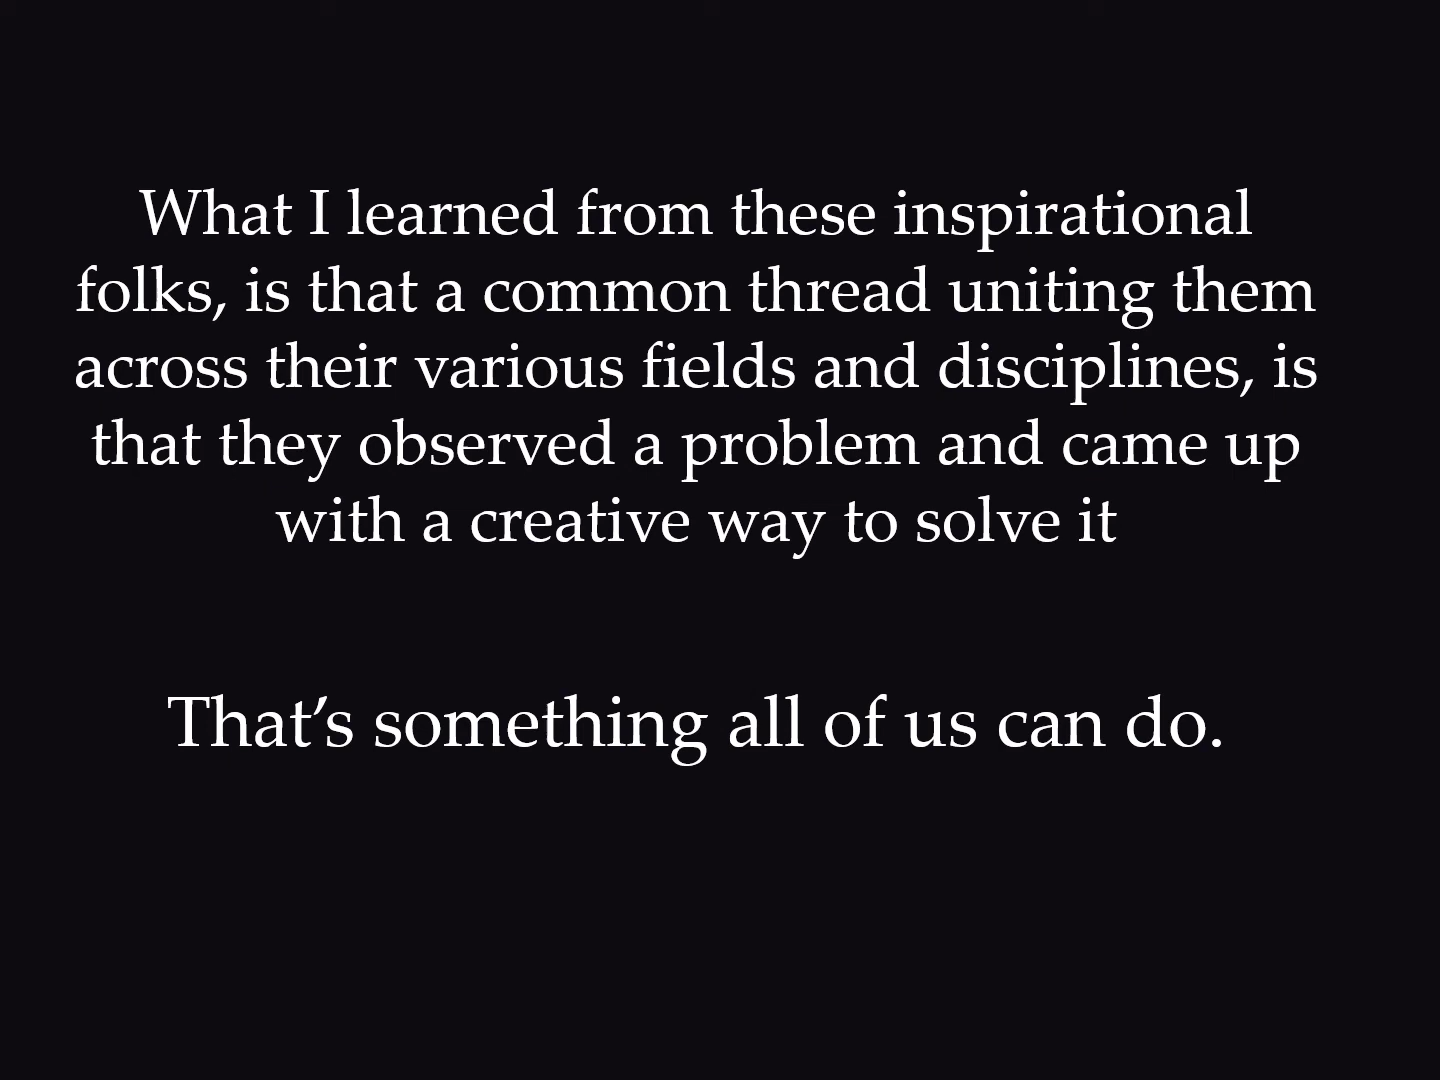 What I learned from these inspirational
folks, is that a common thread uniting them
across their various fields and disciplines, is
that they observed a problem and came up
with a creative way to solve it
That’s something all of us can do.